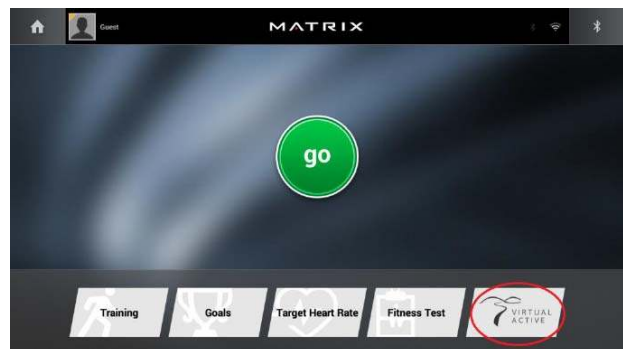 Guest
MATRIX
go
Training
Goals
Target Heart Rate
Fitness Test
VIRTUAL
ACTIVE